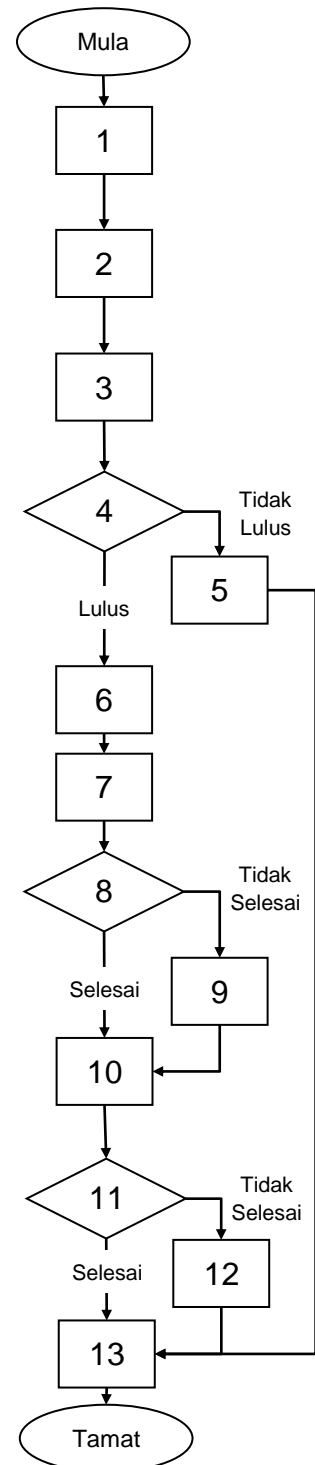 Mula
1
2
3
4
Tidak
Lulus
5
Lulus
6
7
8
Tidak
Selesai
9
Selesai
10
11
Tidak
Selesai
12
Selesai
13
Tamat